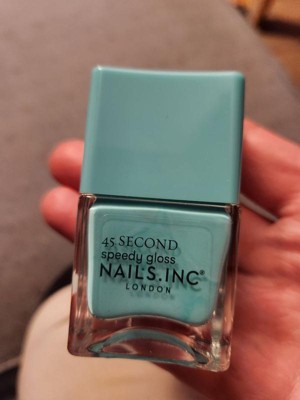 45 SECOND
speedy gloss
NAILS.INC®
LONDON